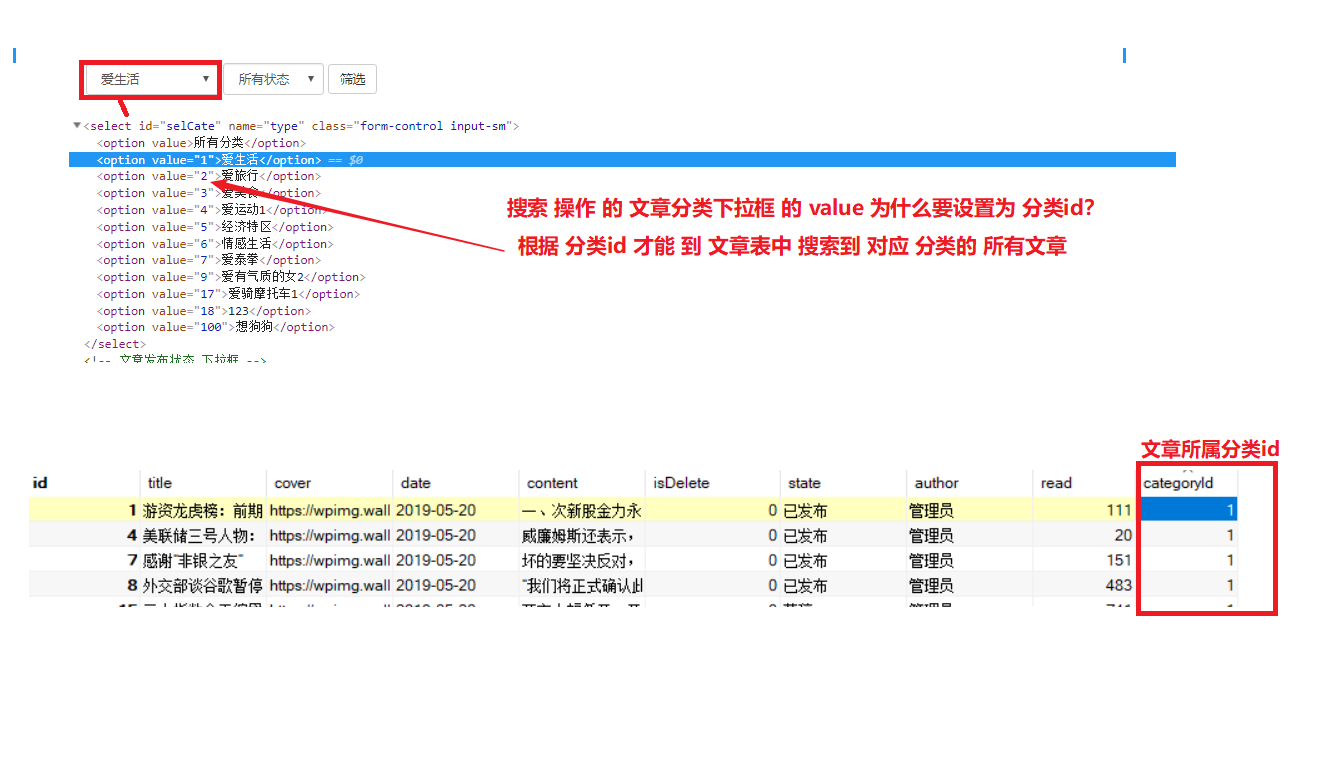 爱生活 ▼ 所有状态 ▼ 筛选
▼<select id="selCate" name="type" class="form-control input-sm">
<option value>所有分类</option>
<option value="1">爱生活</option> == $0
<option value="2">爱旅行</option>
<option value="3">爱美食</option>
<option value="4">爱运动1</option>
<option value="5">经济特区</option>
<option value="6">情感生活</option>
<option value="7">爱泰拳</option>
<option value="9">爱有气质的女2</option>
<option value="17">爱骑摩托车1</option>
<option value="18">123</option>
<option value="100">想狗狗</option>
</select>
<!-- 文章发布状态 下拉框 -->
搜索 操作 的 文章分类下拉框 的 value 为什么要设置为 分类id?
根据 分类id 才能 到 文章表中 搜索到 对应 分类的 所有文章
文章所属分类id
id title cover date content isDelete state author read categoryId
1 游资龙虎榜：前期 https://wpimg.wall 2019-05-20 一、次新股金力永 0 已发布 管理员 111 1
4 美联储三号人物： https://wpimg.wall 2019-05-20 威廉姆斯还表示， 0 已发布 管理员 20 1
7 感谢“非银之友” https://wpimg.wall 2019-05-20 坏的要坚决反对， 0 已发布 管理员 151 1
8 外交部谈谷歌暂停 https://wpimg.wall 2019-05-20 “我们将正式确认此 0 已发布 管理员 483 1